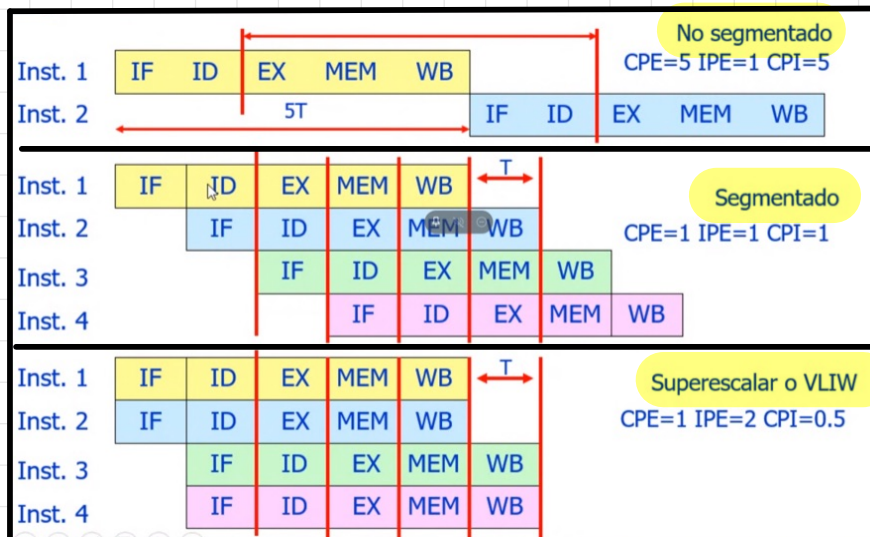 No segmentado
CPE=5 IPE=1 CPI=5
Inst. 1 IF ID EX MEM WB
Inst. 2 IF ID EX MEM WB
5T
Inst. 1 IF ID EX MEM WB
T
Segmentado
Inst. 2 IF ID EX MEM WB
CPE=1 IPE=1 CPI=1
Inst. 3 IF ID EX MEM WB
Inst. 4 IF ID EX MEM WB
Inst. 1 IF ID EX MEM WB
T
Superescalar o VLIW
Inst. 2 IF ID EX MEM WB
CPE=1 IPE=2 CPI=0.5
Inst. 3 IF ID EX MEM WB
Inst. 4 IF ID EX MEM WB